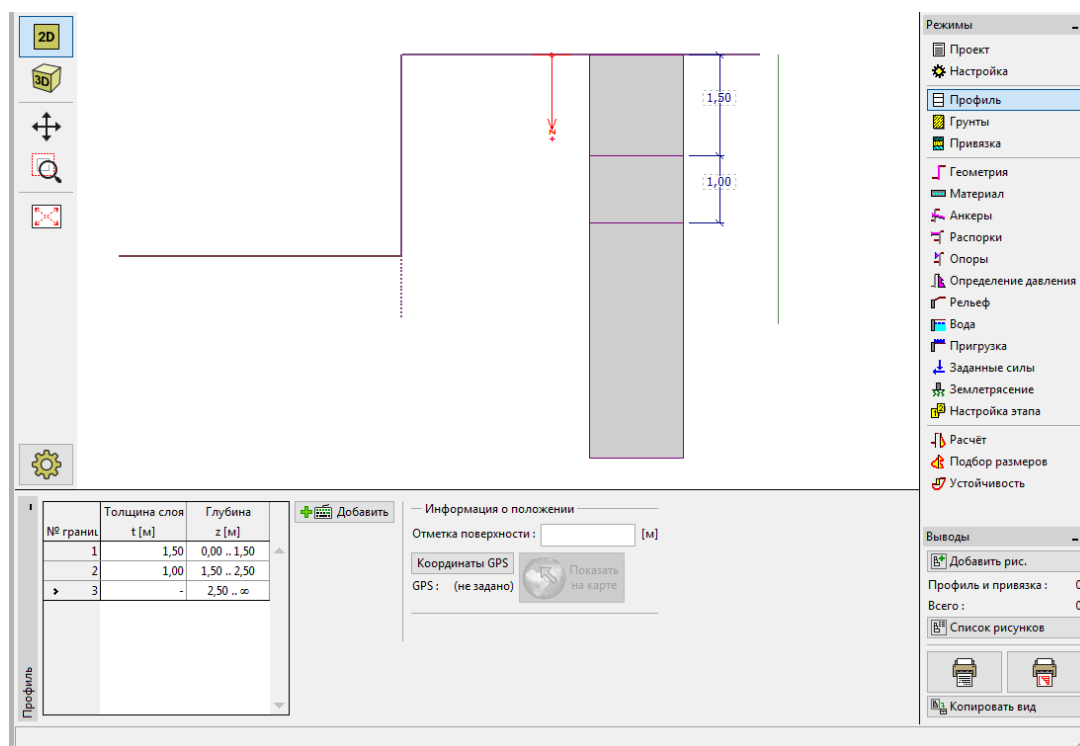 2D
3D
+z
1,50
1,00
Режимы
Проект
Настройка
Профиль
Грунты
Привязка
Геометрия
Материал
Анкеры
Распорки
Опоры
Определение давления
Рельеф
Вода
Пригрузка
Заданные силы
Землетрясение
Настройка этапа
Расчёт
Подбор размеров
Устойчивость
Выводы
Добавить рис.
Профиль и привязка : 0
Всего : 0
Список рисунков
Копировать вид
Профиль
Толщина слоя Глубина
№ границ t [м] z [м]
1 1,50 0,00 .. 1,50
2 1,00 1,50 .. 2,50
3 - 2,50 .. ∞
Добавить
Информация о положении
Отметка поверхности : [м]
Координаты GPS
GPS : (не задано)
Показать
на карте